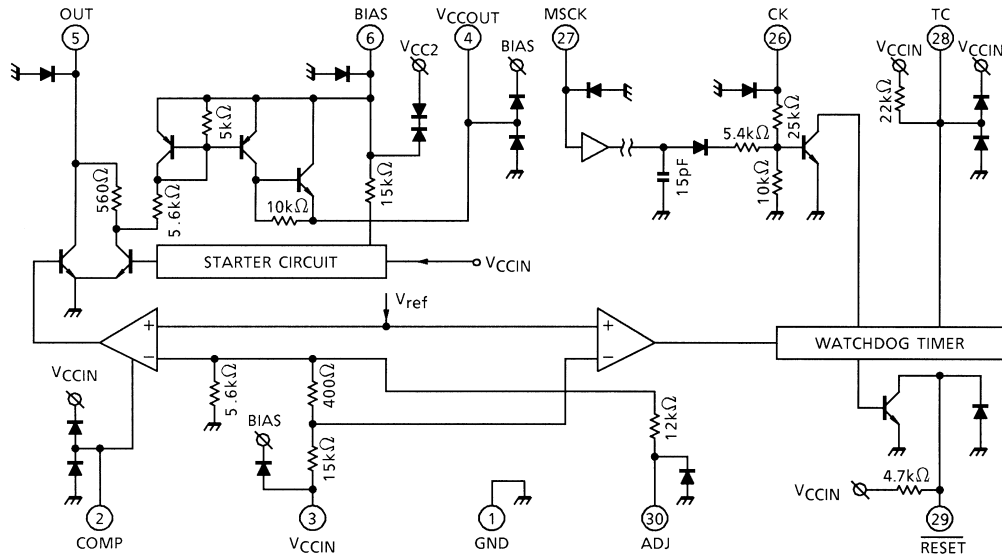 OUT BIAS VCCOUT MSCK CK TC
5 6 4 27 26 28
VCC2 BIAS VCCIN VCCIN
5kΩ 22kΩ
25kΩ
5.4kΩ
560Ω 5.6kΩ 10kΩ 15kΩ 15pF 10kΩ
STARTER CIRCUIT VCCIN
Vref
+ +
WATCHDOG TIMER
− −
VCCIN 5.6kΩ 400Ω
12kΩ
BIAS
15kΩ
4.7kΩ
VCCIN
2 3 1 30 29
COMP VCCIN GND ADJ RESET